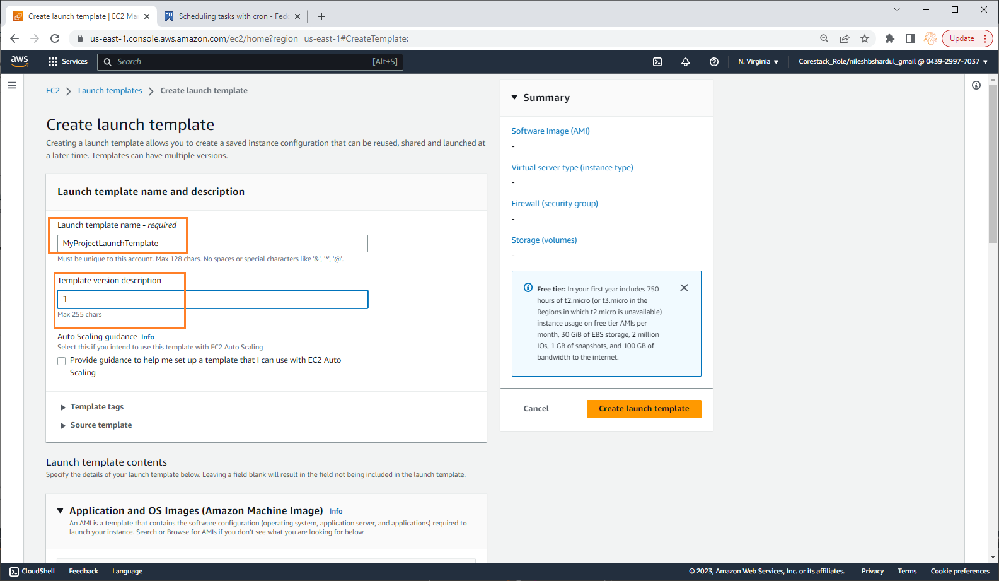 Create launch template | EC2 Ma
Scheduling tasks with cron - Fed
us-east-1.console.aws.amazon.com/ec2/home?region=us-east-1#CreateTemplate:
Update
aws
Services
Search
[Alt+S]
N. Virginia
Corestack_Role/nileshbshardul_gmail @ 0439-2997-7037
EC2 > Launch templates > Create launch template
Create launch template
Creating a launch template allows you to create a saved instance configuration that can be reused, shared and launched at
a later time. Templates can have multiple versions.
Launch template name and description
Launch template name - required
MyProjectLaunchTemplate
Must be unique to this account. Max 128 chars. No spaces or special characters like '&', '*', '@'.
Template version description
1
Max 255 chars
Auto Scaling guidance Info
Select this if you intend to use this template with EC2 Auto Scaling
Provide guidance to help me set up a template that I can use with EC2 Auto
Scaling
Template tags
Source template
Launch template contents
Specify the details of your launch template below. Leaving a field blank will result in the field not being included in the launch template.
Application and OS Images (Amazon Machine Image) Info
An AMI is a template that contains the software configuration (operating system, application server, and applications) required to
launch your instance. Search or Browse for AMIs if you don't see what you are looking for below
Summary
Software Image (AMI)
-
Virtual server type (instance type)
-
Firewall (security group)
-
Storage (volumes)
-
Free tier: In your first year includes 750
hours of t2.micro (or t3.micro in the
Regions in which t2.micro is unavailable)
instance usage on free tier AMIs per
month, 30 GiB of EBS storage, 2 million
IOs, 1 GB of snapshots, and 100 GB of
bandwidth to the internet.
Cancel
Create launch template
CloudShell
Feedback
Language
© 2023, Amazon Web Services, Inc. or its affiliates.
Privacy
Terms
Cookie preferences